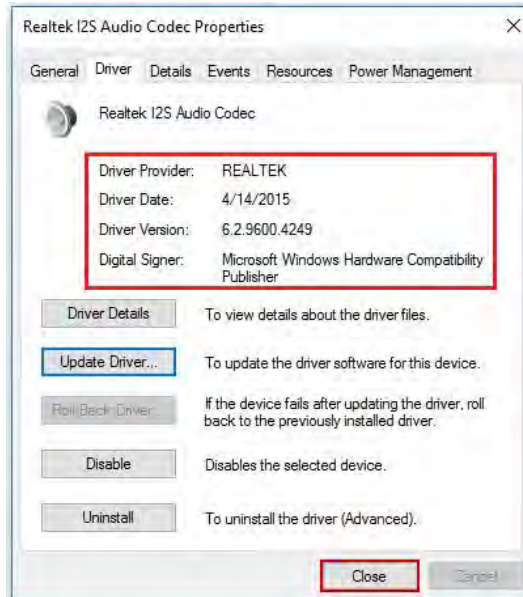 Realtek I2S Audio Codec Properties
General Driver Details Events Resources Power Management
Realtek I2S Audio Codec
Driver Provider: REALTEK
Driver Date: 4/14/2015
Driver Version: 6.2.9600.4249
Digital Signer: Microsoft Windows Hardware Compatibility
Publisher
Driver Details To view details about the driver files.
Update Driver... To update the driver software for this device.
Roll Back Driver If the device fails after updating the driver, roll
back to the previously installed driver.
Disable Disables the selected device.
Uninstall To uninstall the driver (Advanced).
Close Cancel